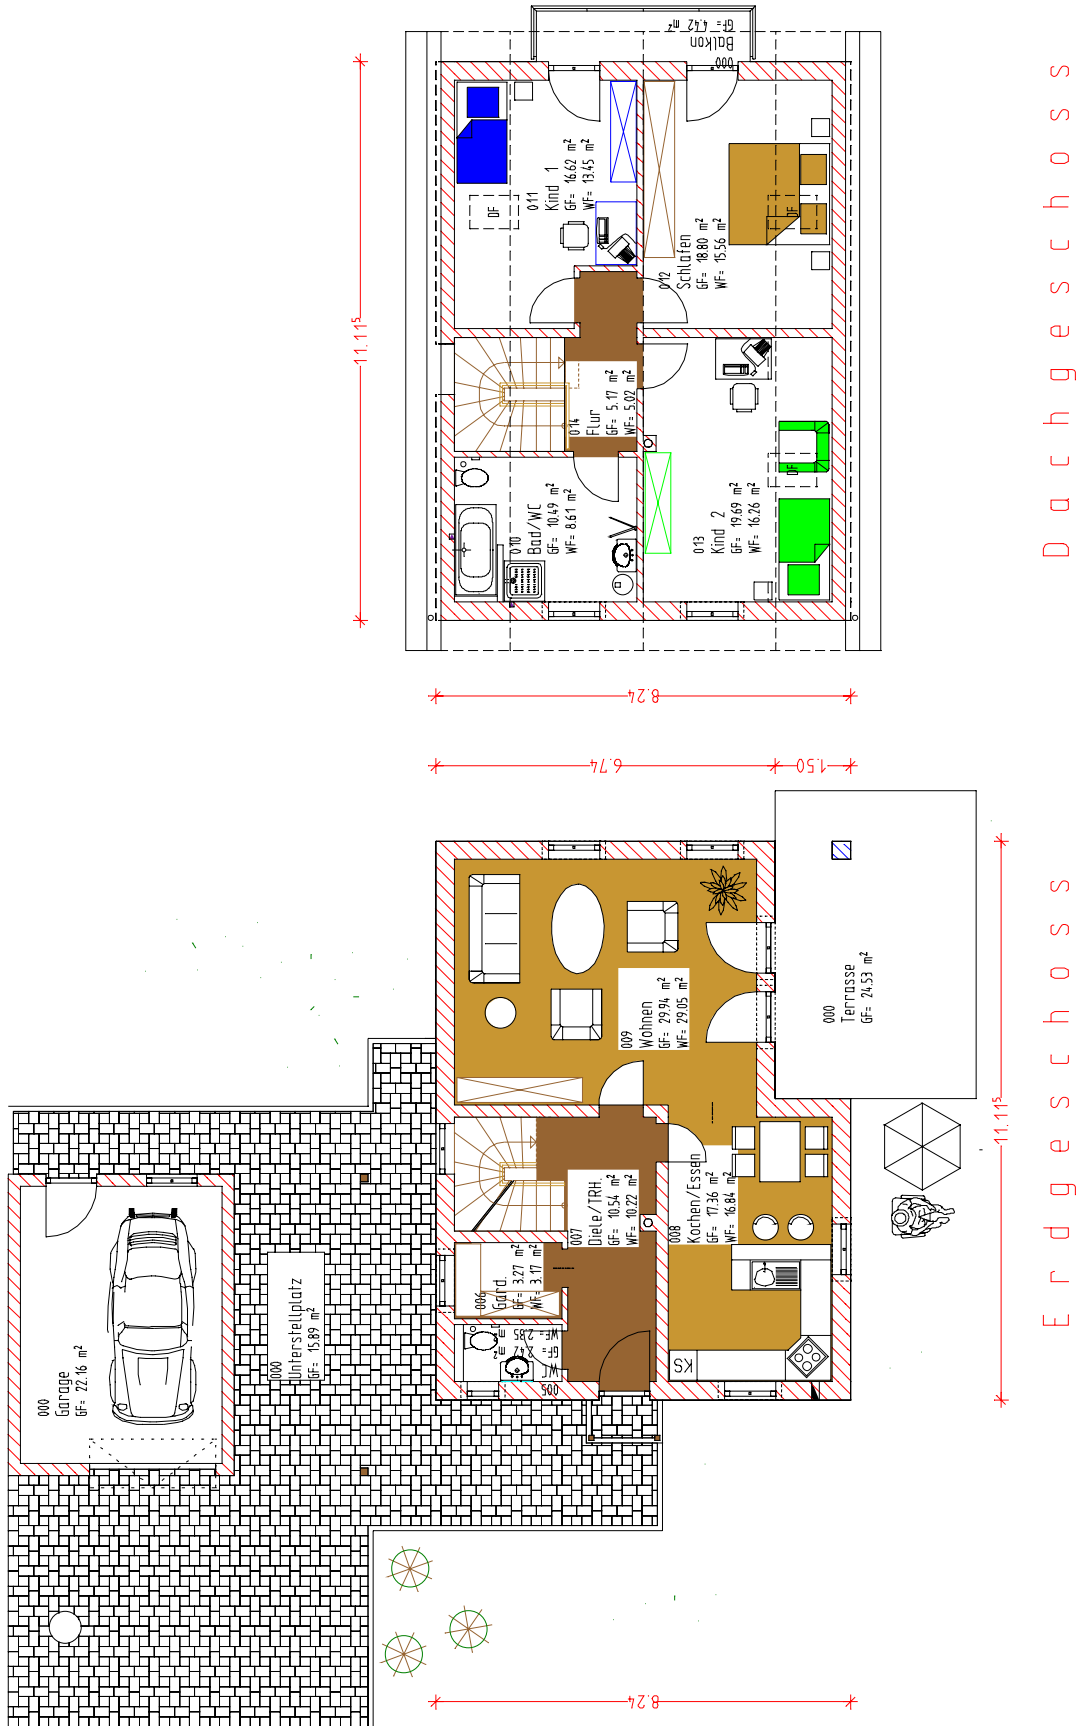 Dachgeschoss
000
Balkon
GF= 4.42 m²
011
Kind 1
GF= 16.62 m²
WF= 13.45 m²
DF
012
Schlafen
GF= 18.80 m²
WF= 15.56 m²
DF
014
Flur
GF= 5.17 m²
WF= 5.02 m²
010
Bad/WC
GF= 10.49 m²
WF= 8.61 m²
013
Kind 2
GF= 19.69 m²
WF= 16.26 m²
DF
11.11⁵
8.24
Erdgeschoss
6.74
1.50
009
Wohnen
GF= 29.94 m²
WF= 29.05 m²
000
Terrasse
GF= 24.53 m²
007
Diele/TRH.
GF= 10.54 m²
WF= 10.22 m²
008
Kochen/Essen
GF= 17.36 m²
WF= 16.84 m²
006
Gard.
GF= 3.27 m²
WF= 3.17 m²
005
WC
GF= 2.42 m²
WF= 2.85 m²
KS
000
Unterstellplatz
GF= 15.89 m²
000
Garage
GF= 22.16 m²
11.11⁵
8.24